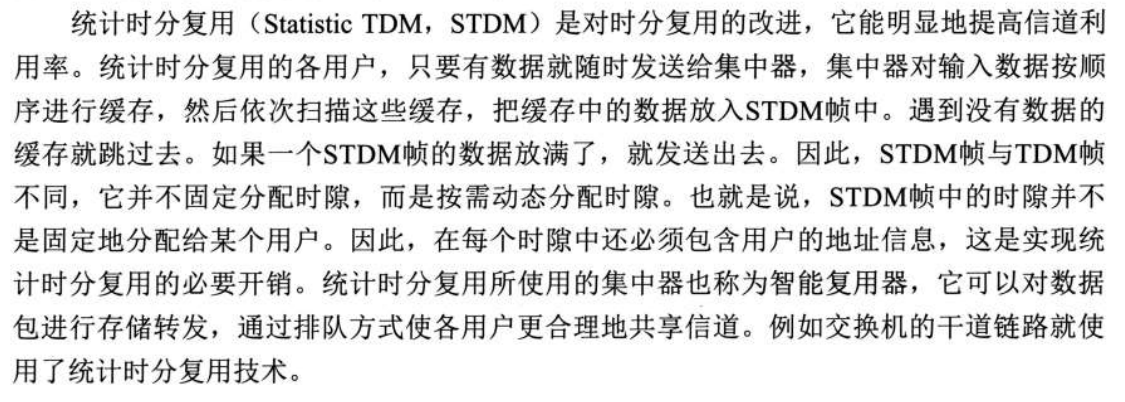 统计时分复用（Statistic TDM，STDM）是对时分复用的改进，它能明显地提高信道利
用率。统计时分复用的各用户，只要有数据就随时发送给集中器，集中器对输入数据按顺
序进行缓存，然后依次扫描这些缓存，把缓存中的数据放入STDM帧中。遇到没有数据的
缓存就跳过去。如果一个STDM帧的数据放满了，就发送出去。因此，STDM帧与TDM帧
不同，它并不固定分配时隙，而是按需动态分配时隙。也就是说，STDM帧中的时隙并不
是固定地分配给某个用户。因此，在每个时隙中还必须包含用户的地址信息，这是实现统
计时分复用的必要开销。统计时分复用所使用的集中器也称为智能复用器，它可以对数据
包进行存储转发，通过排队方式使各用户更合理地共享信道。例如交换机的干道链路就使
用了统计时分复用技术。